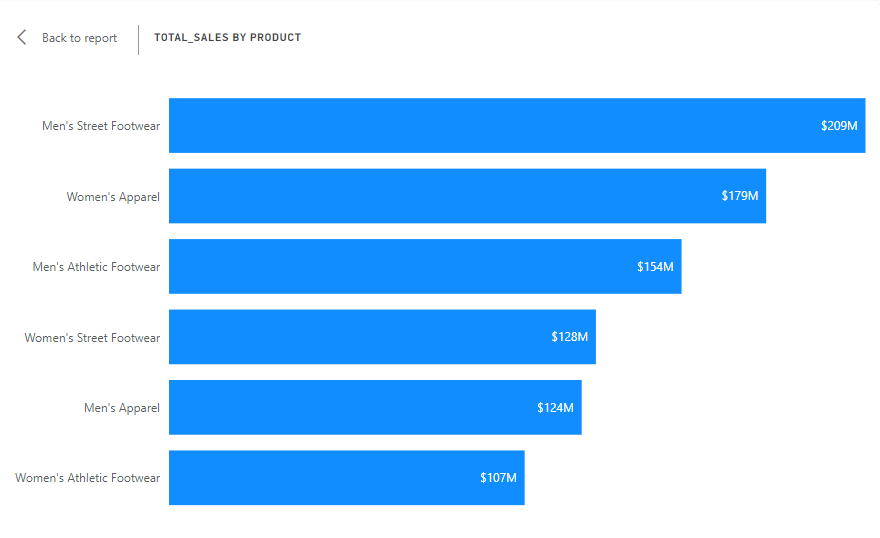 Back to report
TOTAL_SALES BY PRODUCT
Men's Street Footwear $209M
Women's Apparel $179M
Men's Athletic Footwear $154M
Women's Street Footwear $128M
Men's Apparel $124M
Women's Athletic Footwear $107M